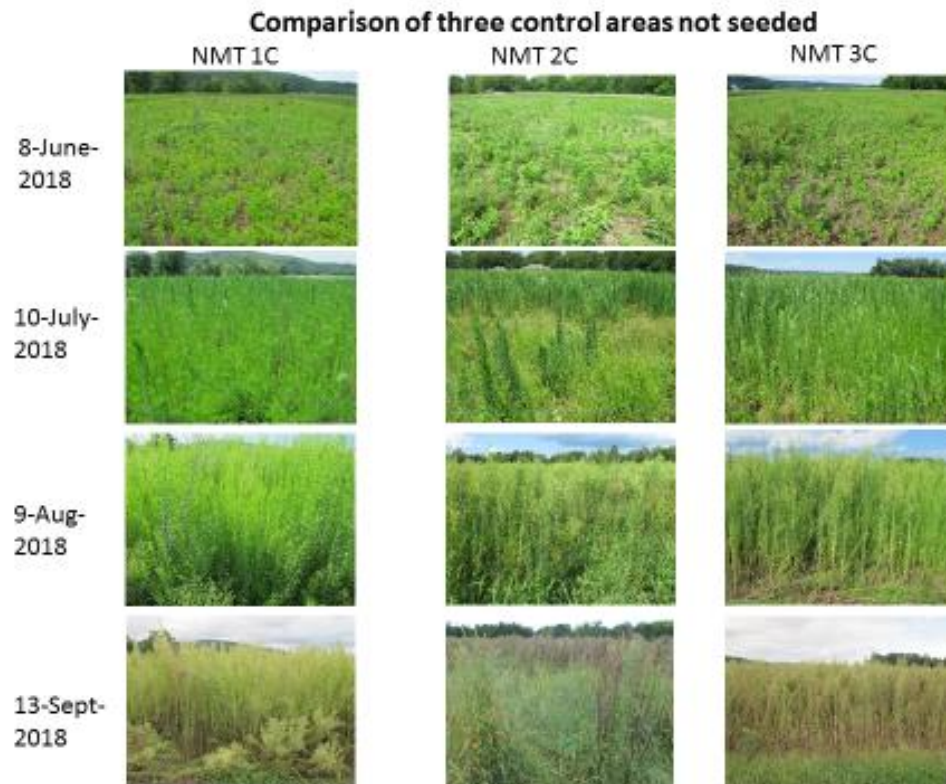 Comparison of three control areas not seeded
NMT 1C
NMT 2C
NMT 3C
8-June-
2018
10-July-
2018
9-Aug-
2018
13-Sept-
2018